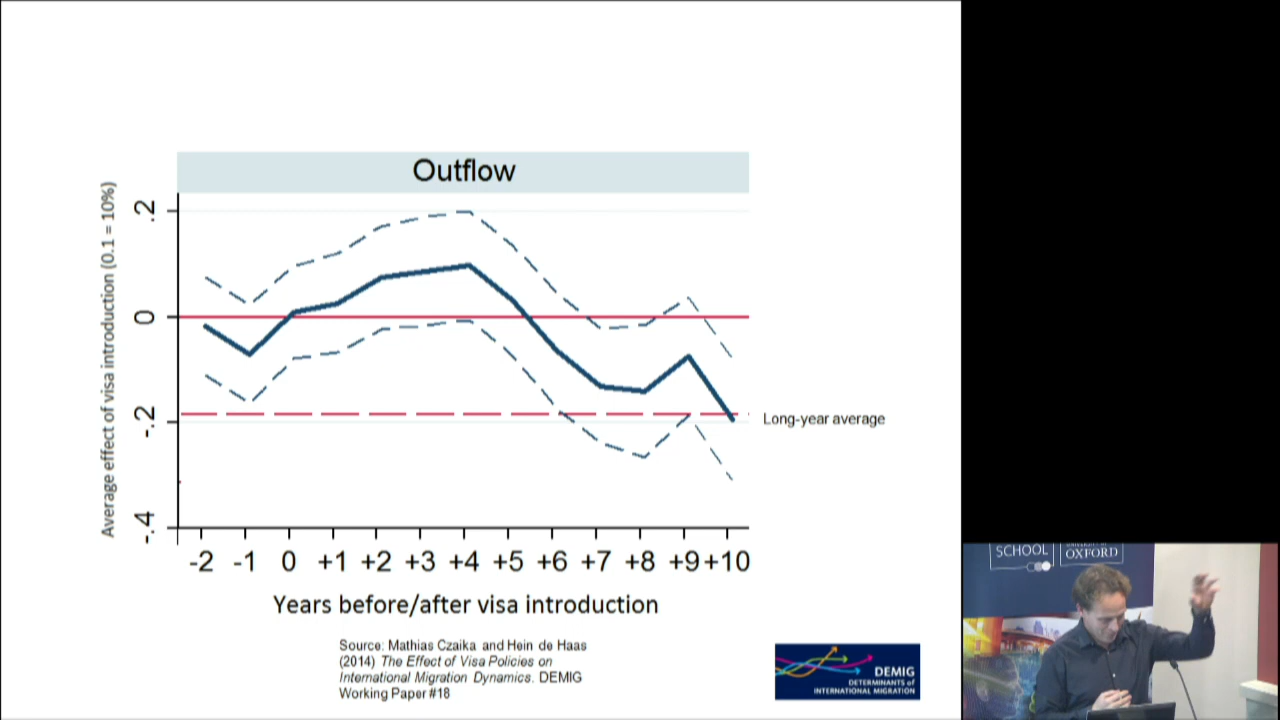 Outflow
Average effect of visa introduction (0.1 = 10%)
.2
0
-.2
-.4
Long-year average
-2 -1 0 +1 +2 +3 +4 +5 +6 +7 +8 +9 +10
Years before/after visa introduction
Source: Mathias Czaika and Hein de Haas
(2014) The Effect of Visa Policies on
International Migration Dynamics. DEMIG
Working Paper #18
DEMIG
DETERMINANTS of
INTERNATIONAL MIGRATION
SCHOOL
UNIVERSITY OF
OXFORD